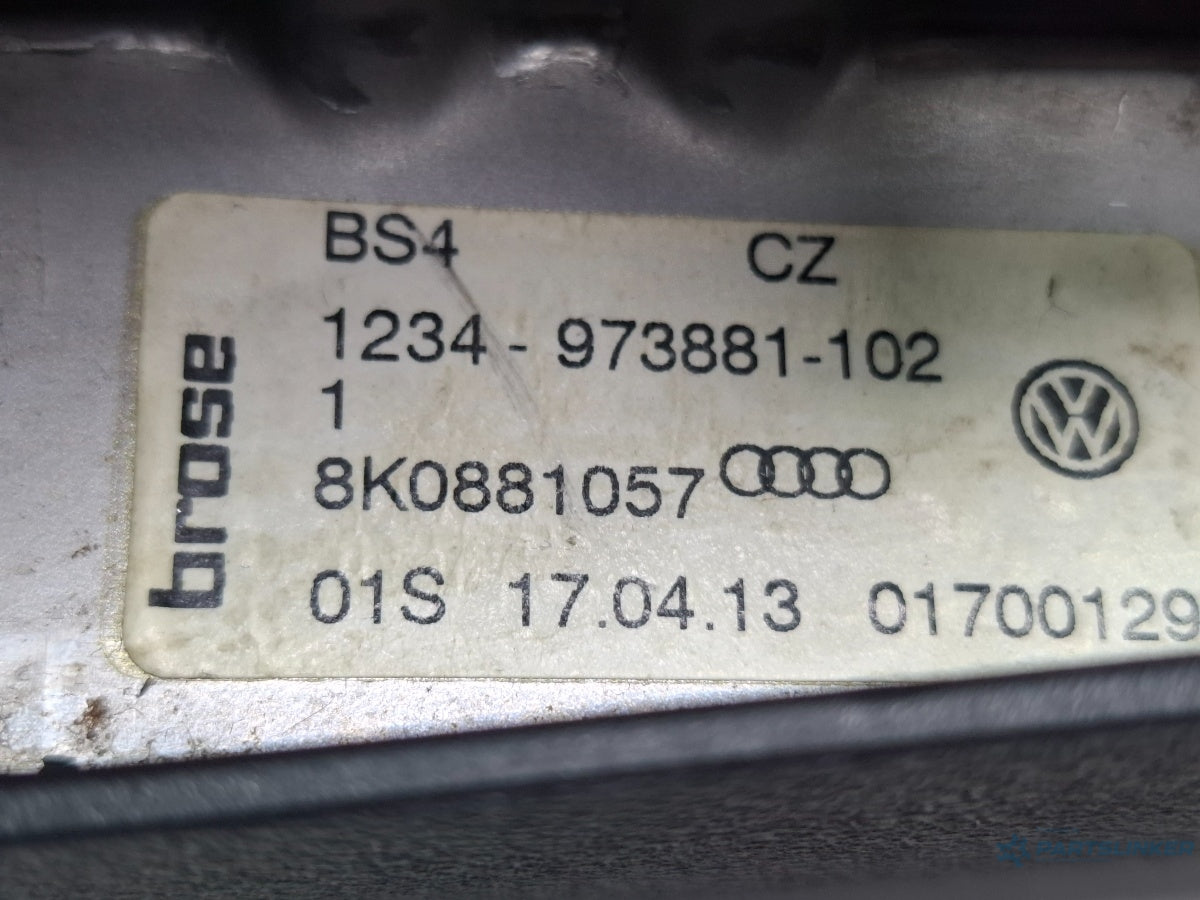 BS4 CZ
1234 - 973881-102
1
8K0881057
01S 17.04.13 01700129
brose